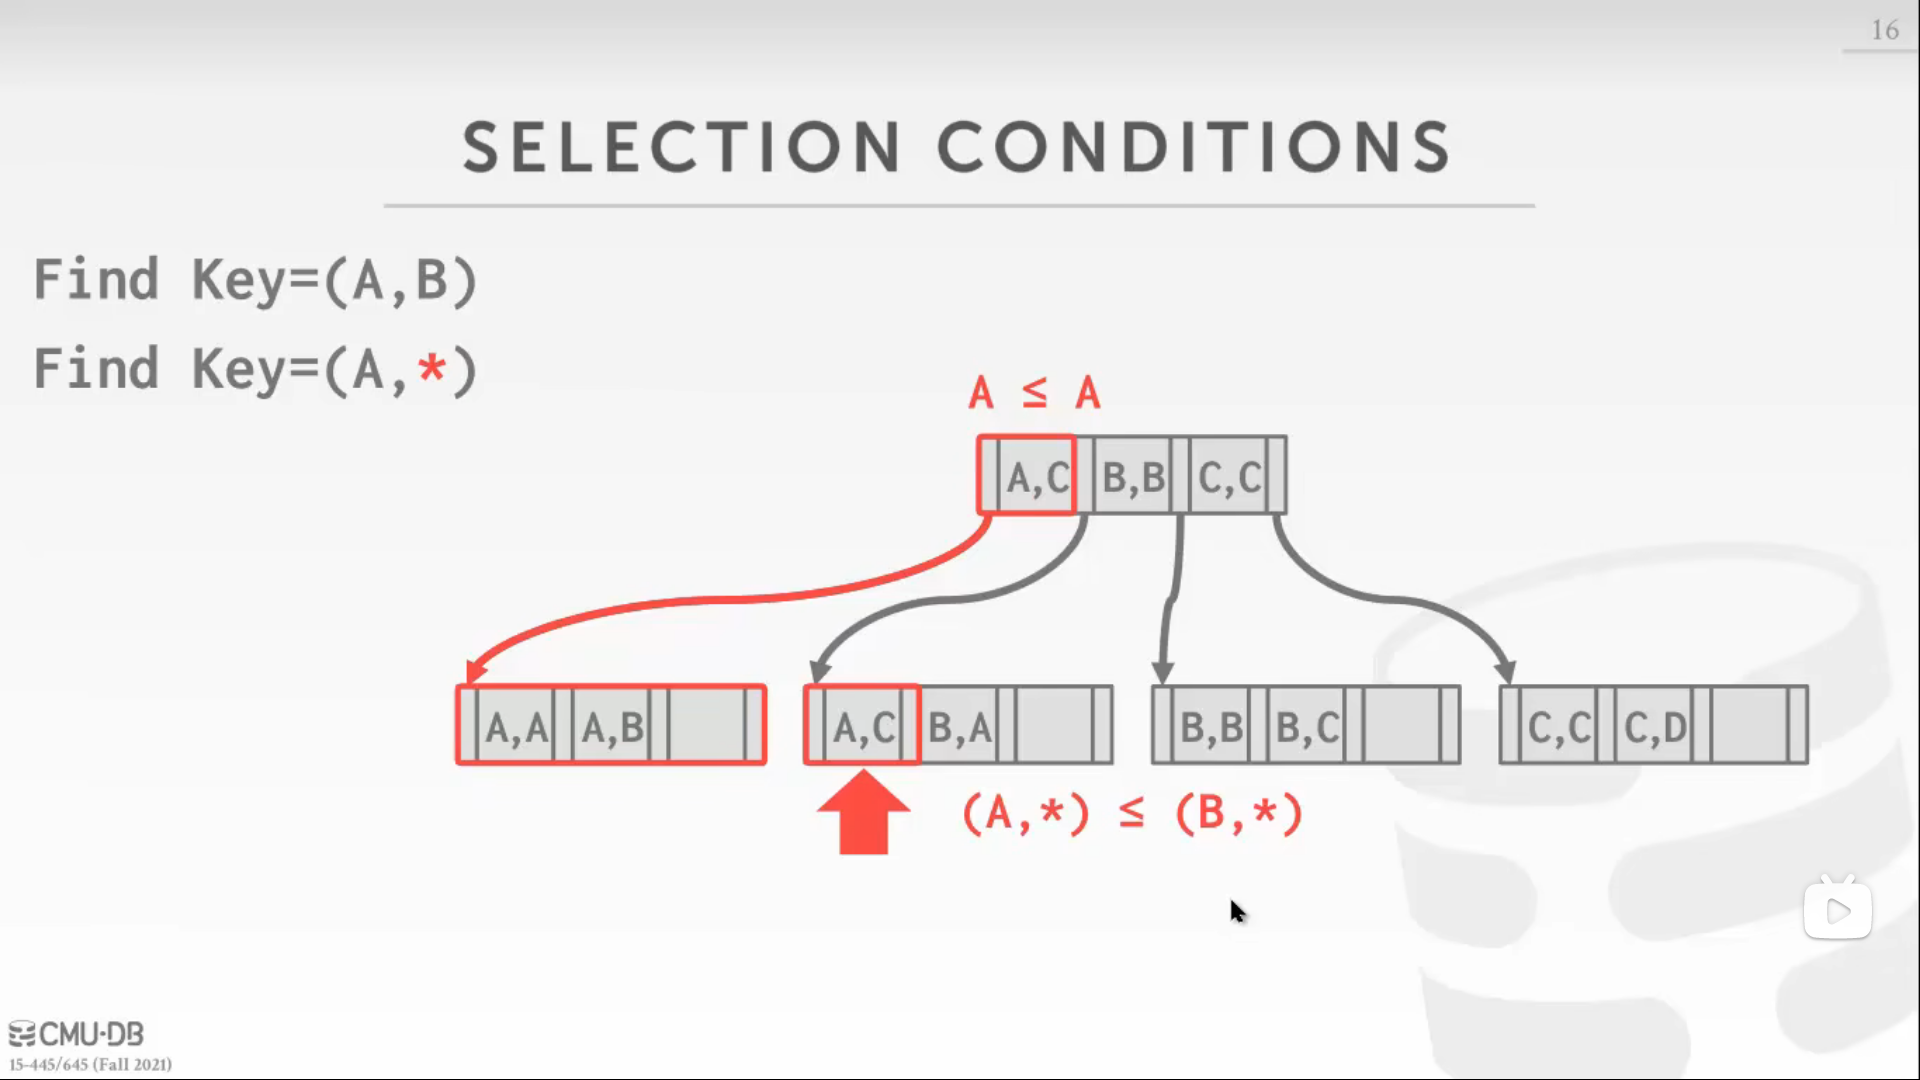 16
SELECTION CONDITIONS
Find Key=(A,B)
Find Key=(A,*)
A ≤ A
A,C B,B C,C
A,A A,B A,C B,A B,B B,C C,C C,D
(A,*) ≤ (B,*)
CMU·DB
15-445/645 (Fall 2021)